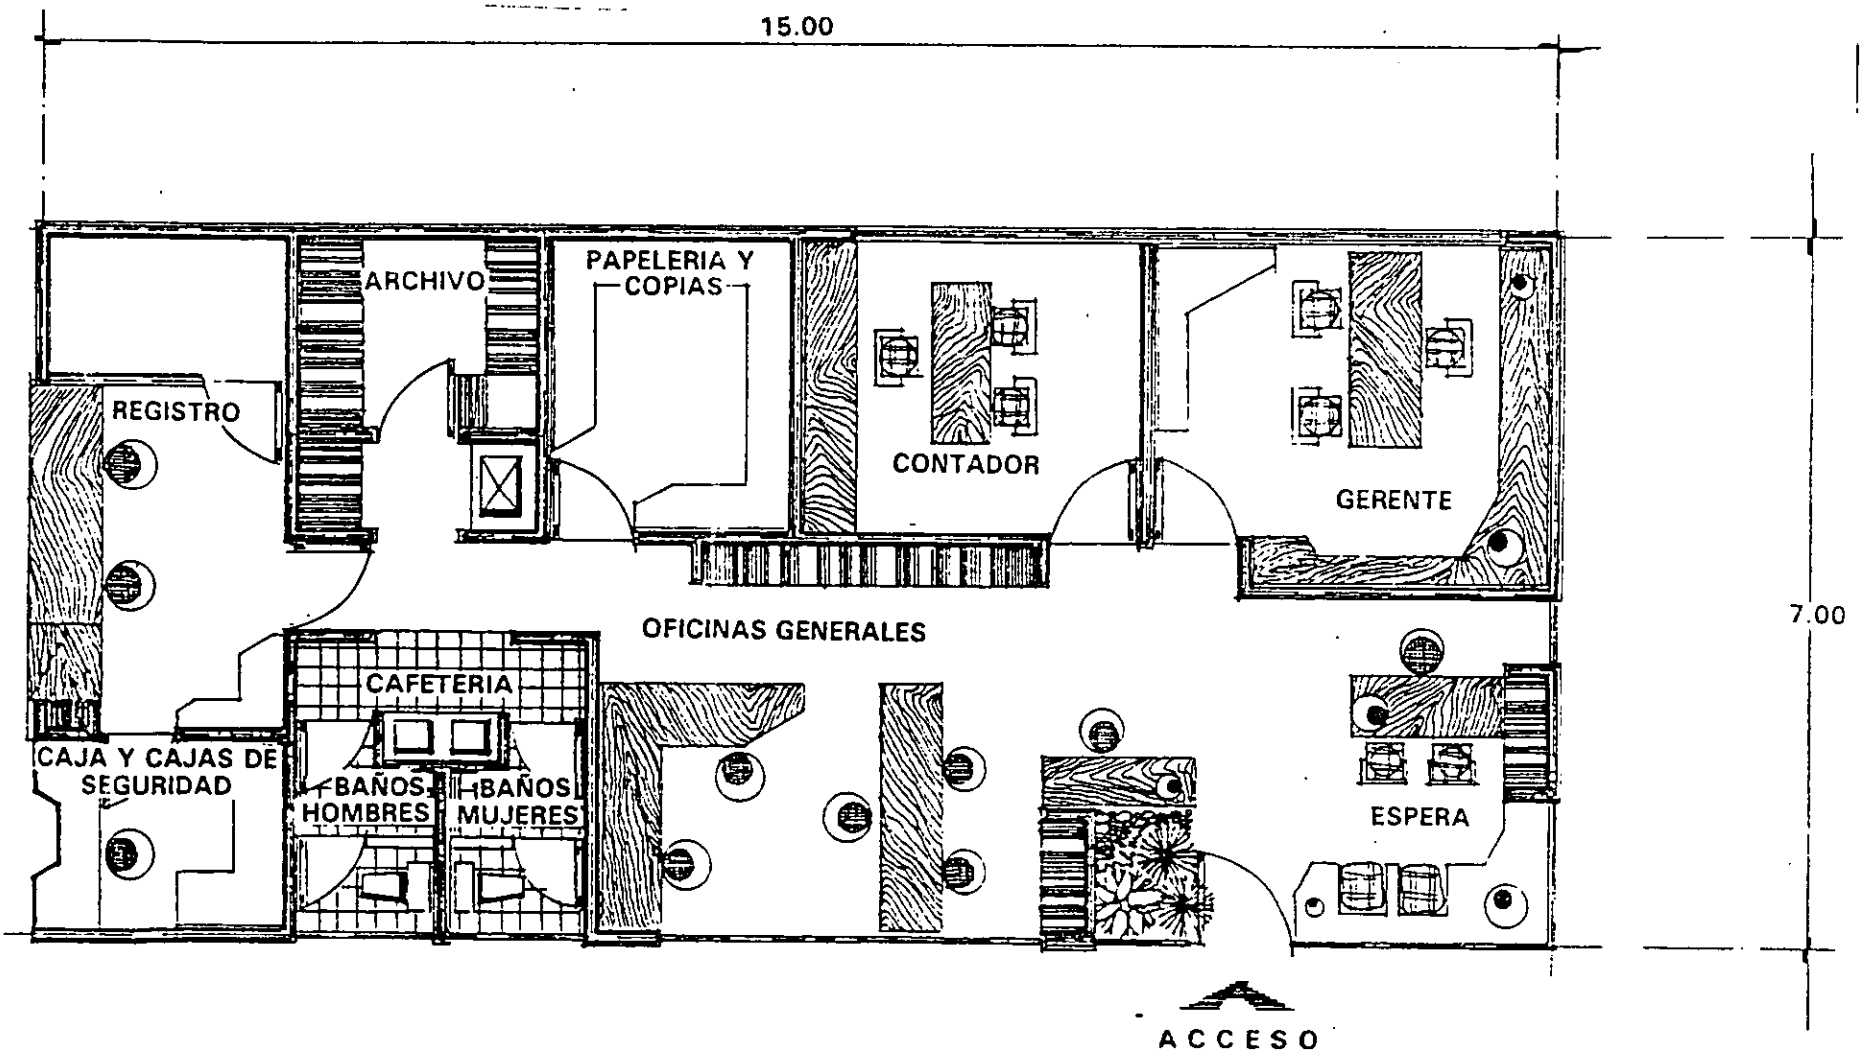 15.00
PAPELERIA Y
COPIAS
ARCHIVO
REGISTRO
CONTADOR
GERENTE
7.00
OFICINAS GENERALES
CAFETERIA
CAJA Y CAJAS DE
SEGURIDAD
BAÑOS
HOMBRES
BAÑOS
MUJERES
ESPERA
ACCESO